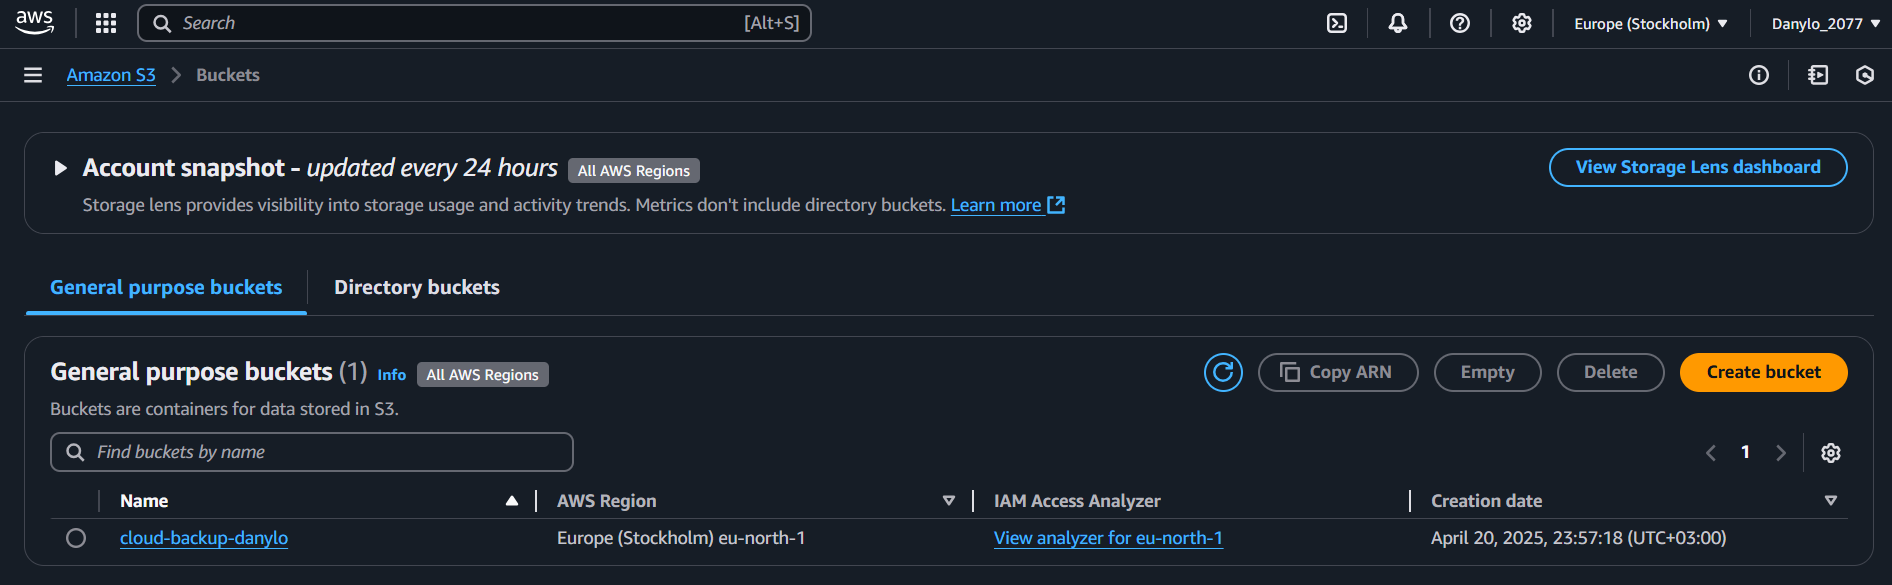 aws Search [Alt+S] Europe (Stockholm) Danylo_2077
Amazon S3 Buckets
Account snapshot - updated every 24 hours All AWS Regions View Storage Lens dashboard
Storage lens provides visibility into storage usage and activity trends. Metrics don't include directory buckets. Learn more
General purpose buckets Directory buckets
General purpose buckets (1) Info All AWS Regions Copy ARN Empty Delete Create bucket
Buckets are containers for data stored in S3.
Find buckets by name 1
Name AWS Region IAM Access Analyzer Creation date
cloud-backup-danylo Europe (Stockholm) eu-north-1 View analyzer for eu-north-1 April 20, 2025, 23:57:18 (UTC+03:00)